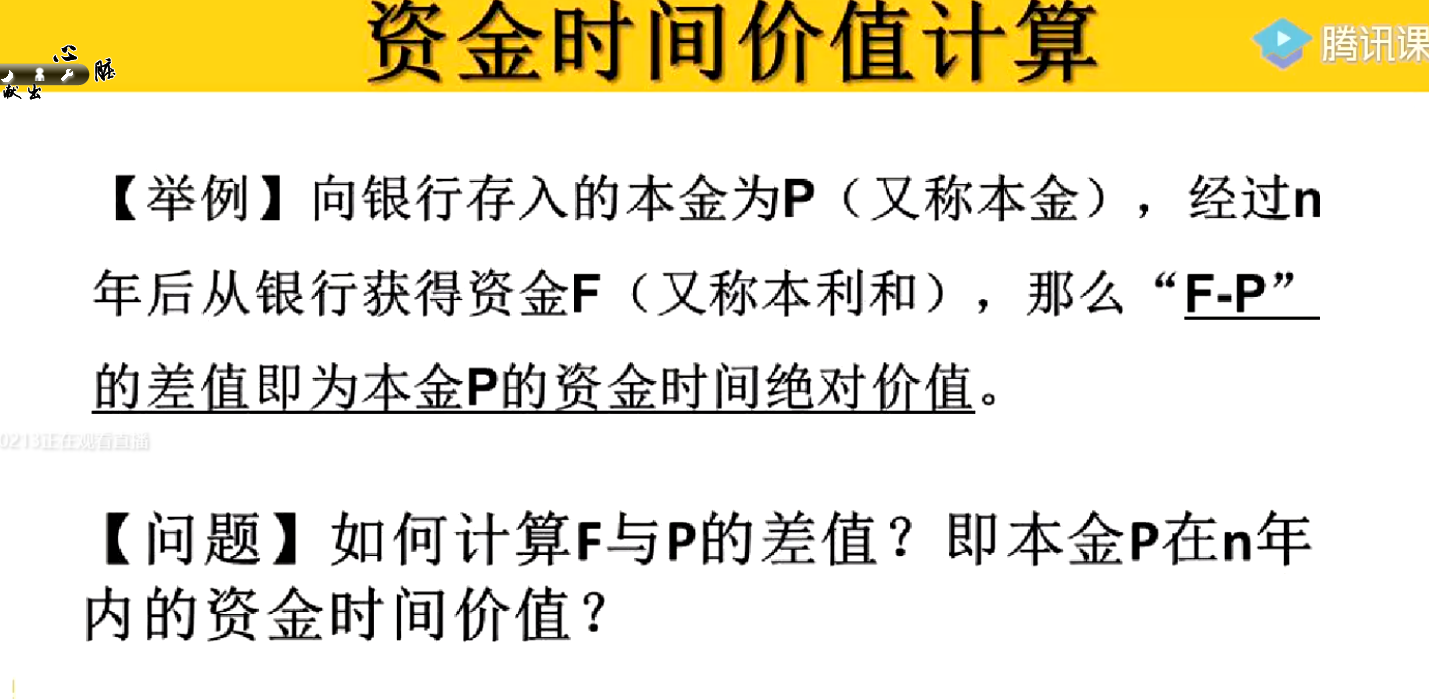 资金时间价值计算
腾讯课
心
脏
献出
【举例】向银行存入的本金为P（又称本金），经过n
年后从银行获得资金F（又称本利和），那么“F-P”
的差值即为本金P的资金时间绝对价值。
0213正在观看直播
【问题】如何计算F与P的差值？即本金P在n年
内的资金时间价值？